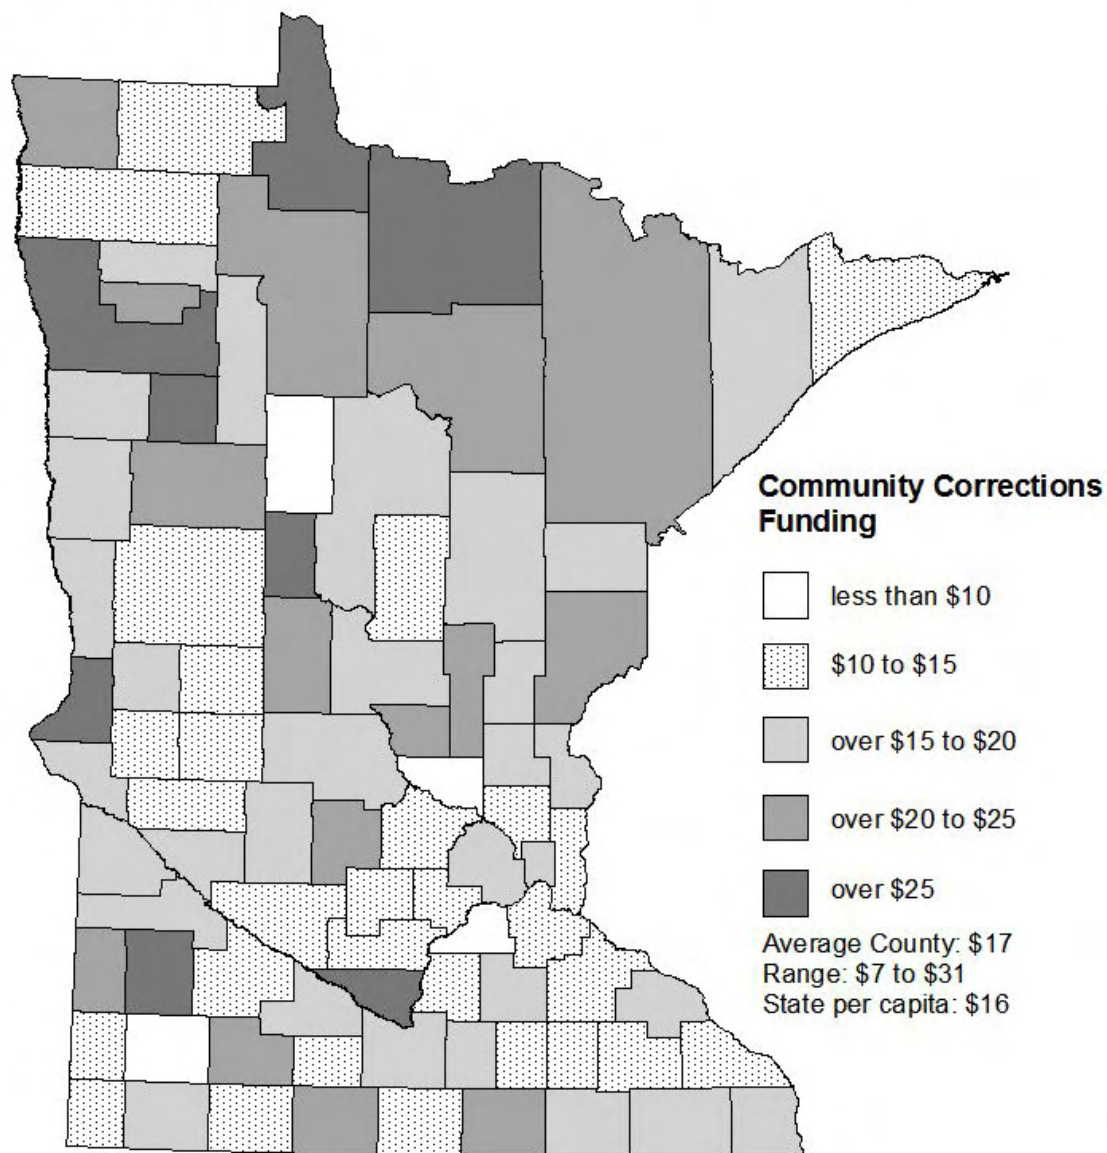 Community Corrections
Funding
less than $10
$10 to $15
over $15 to $20
over $20 to $25
over $25
Average County: $17
Range: $7 to $31
State per capita: $16